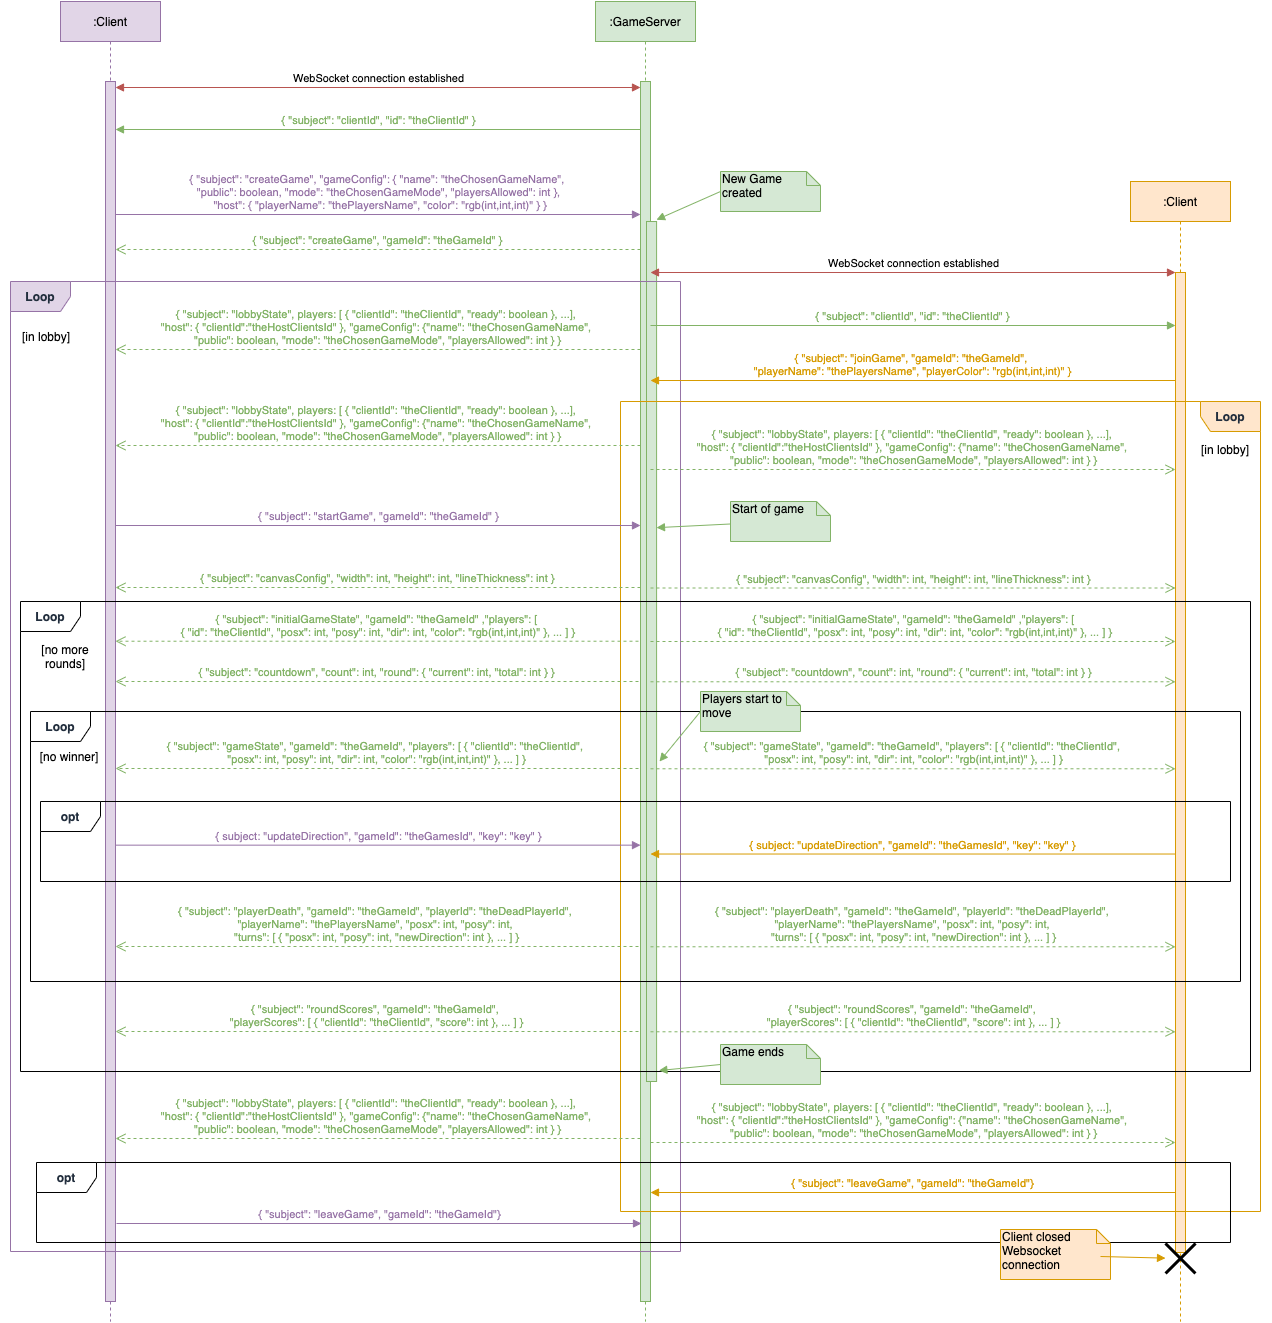 :Client
:GameServer
WebSocket connection established
{ "subject": "clientId", "id": "theClientId" }
{ "subject": "createGame", "gameConfig": { "name": "theChosenGameName",
"public": boolean, "mode": "theChosenGameMode", "playersAllowed": int },
"host": { "playerName": "thePlayersName", "color": "rgb(int,int,int)" } }
New Game
created
:Client
{ "subject": "createGame", "gameId": "theGameId" }
WebSocket connection established
Loop
[in lobby]
{ "subject": "lobbyState", players: [ { "clientId": "theClientId", "ready": boolean }, ...],
"host": { "clientId":"theHostClientsId" }, "gameConfig": {"name": "theChosenGameName",
"public": boolean, "mode": "theChosenGameMode", "playersAllowed": int } }
{ "subject": "clientId", "id": "theClientId" }
{ "subject": "joinGame", "gameId": "theGameId",
"playerName": "thePlayersName", "playerColor": "rgb(int,int,int)" }
{ "subject": "lobbyState", players: [ { "clientId": "theClientId", "ready": boolean }, ...],
"host": { "clientId":"theHostClientsId" }, "gameConfig": {"name": "theChosenGameName",
"public": boolean, "mode": "theChosenGameMode", "playersAllowed": int } }
Loop
[in lobby]
{ "subject": "lobbyState", players: [ { "clientId": "theClientId", "ready": boolean }, ...],
"host": { "clientId":"theHostClientsId" }, "gameConfig": {"name": "theChosenGameName",
"public": boolean, "mode": "theChosenGameMode", "playersAllowed": int } }
{ "subject": "startGame", "gameId": "theGameId" }
Start of game
{ "subject": "canvasConfig", "width": int, "height": int, "lineThickness": int }
{ "subject": "canvasConfig", "width": int, "height": int, "lineThickness": int }
Loop
[no more
rounds]
{ "subject": "initialGameState", "gameId": "theGameId" ,"players": [
{ "id": "theClientId", "posx": int, "posy": int, "dir": int, "color": "rgb(int,int,int)" }, ... ] }
{ "subject": "initialGameState", "gameId": "theGameId" ,"players": [
{ "id": "theClientId", "posx": int, "posy": int, "dir": int, "color": "rgb(int,int,int)" }, ... ] }
{ "subject": "countdown", "count": int, "round": { "current": int, "total": int } }
{ "subject": "countdown", "count": int, "round": { "current": int, "total": int } }
Players start to
move
Loop
[no winner]
{ "subject": "gameState", "gameId": "theGameId", "players": [ { "clientId": "theClientId",
"posx": int, "posy": int, "dir": int, "color": "rgb(int,int,int)" }, ... ] }
{ "subject": "gameState", "gameId": "theGameId", "players": [ { "clientId": "theClientId",
"posx": int, "posy": int, "dir": int, "color": "rgb(int,int,int)" }, ... ] }
opt
{ subject: "updateDirection", "gameId": "theGamesId", "key": "key" }
{ subject: "updateDirection", "gameId": "theGamesId", "key": "key" }
{ "subject": "playerDeath", "gameId": "theGameId", "playerId": "theDeadPlayerId",
"playerName": "thePlayersName", "posx": int, "posy": int,
"turns": [ { "posx": int, "posy": int, "newDirection": int }, ... ] }
{ "subject": "playerDeath", "gameId": "theGameId", "playerId": "theDeadPlayerId",
"playerName": "thePlayersName", "posx": int, "posy": int,
"turns": [ { "posx": int, "posy": int, "newDirection": int }, ... ] }
{ "subject": "roundScores", "gameId": "theGameId",
"playerScores": [ { "clientId": "theClientId", "score": int }, ... ] }
{ "subject": "roundScores", "gameId": "theGameId",
"playerScores": [ { "clientId": "theClientId", "score": int }, ... ] }
Game ends
{ "subject": "lobbyState", players: [ { "clientId": "theClientId", "ready": boolean }, ...],
"host": { "clientId":"theHostClientsId" }, "gameConfig": {"name": "theChosenGameName",
"public": boolean, "mode": "theChosenGameMode", "playersAllowed": int } }
{ "subject": "lobbyState", players: [ { "clientId": "theClientId", "ready": boolean }, ...],
"host": { "clientId":"theHostClientsId" }, "gameConfig": {"name": "theChosenGameName",
"public": boolean, "mode": "theChosenGameMode", "playersAllowed": int } }
opt
{ "subject": "leaveGame", "gameId": "theGameId"}
{ "subject": "leaveGame", "gameId": "theGameId"}
Client closed
Websocket
connection